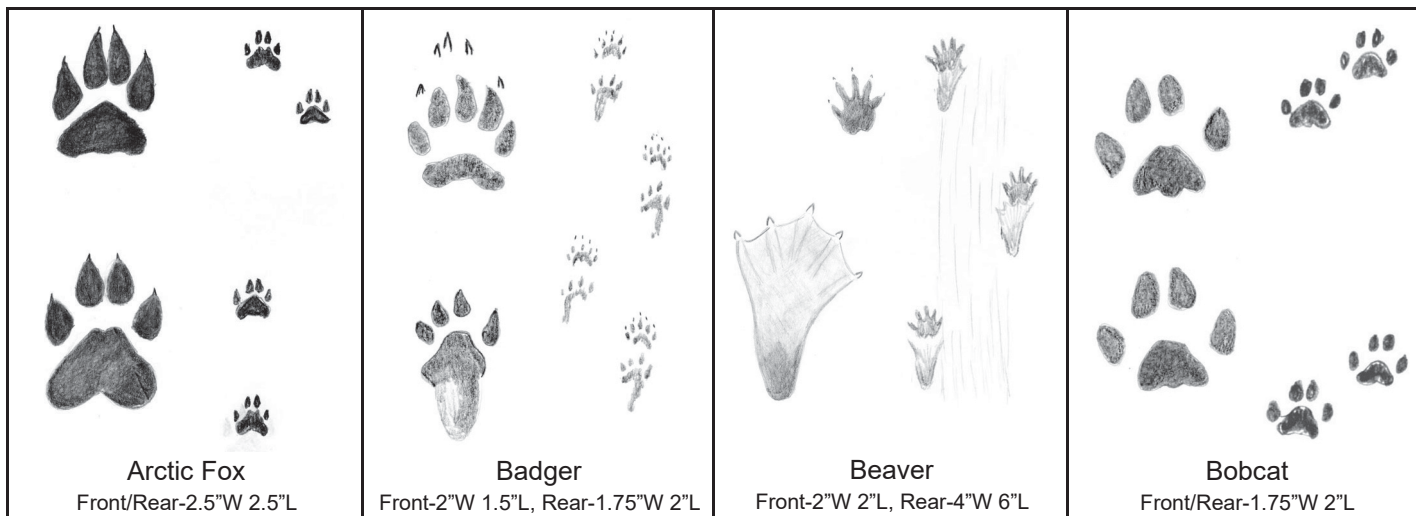 Arctic Fox
Front/Rear-2.5”W 2.5”L
Badger
Front-2”W 1.5”L, Rear-1.75”W 2”L
Beaver
Front-2”W 2”L, Rear-4”W 6”L
Bobcat
Front/Rear-1.75”W 2”L